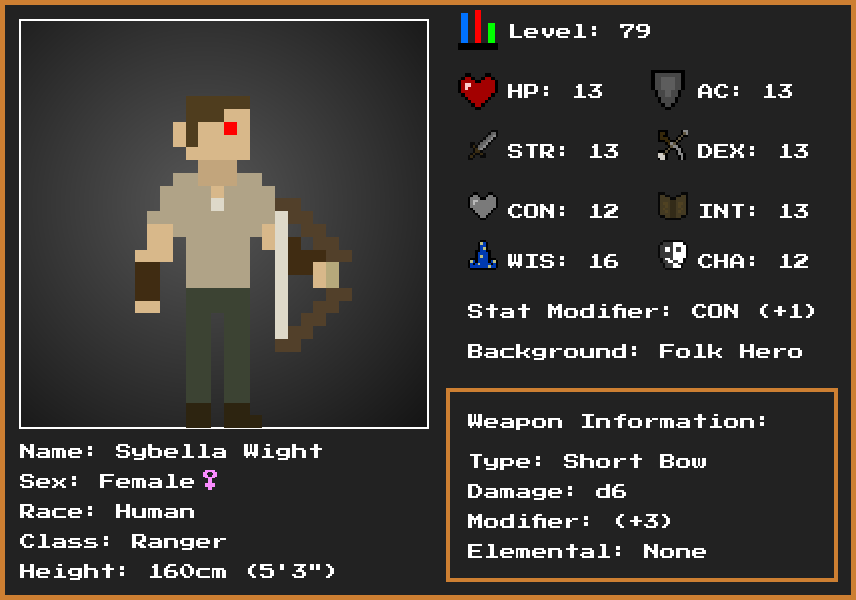 Level: 79
HP: 13
AC: 13
STR: 13
DEX: 13
CON: 12
INT: 13
WIS: 16
CHA: 12
Stat Modifier: CON (+1)
Background: Folk Hero
Weapon Information:
Type: Short Bow
Damage: d6
Modifier: (+3)
Elemental: None
Name: Sybella Wight
Sex: Female♀
Race: Human
Class: Ranger
Height: 160cm (5'3")